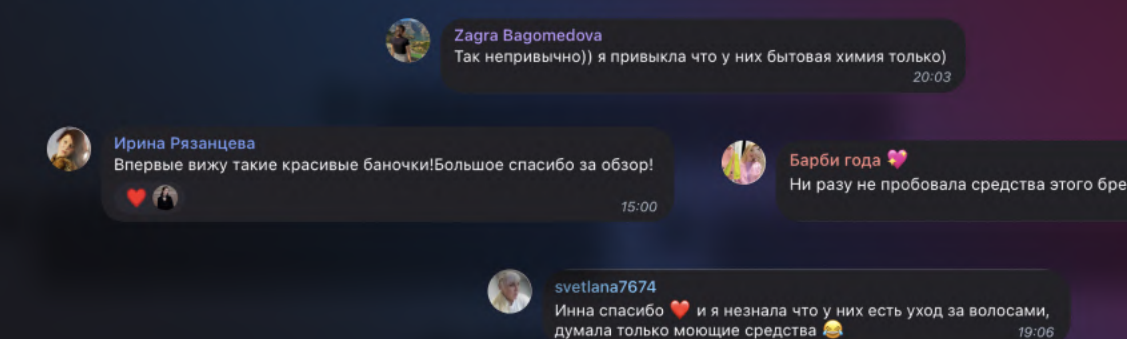 Zagra Bagomedova
Так непривычно)) я привыкла что у них бытовая химия только)
20:03
Ирина Рязанцева
Впервые вижу такие красивые баночки!Большое спасибо за обзор!
15:00
Барби года 💖
Ни разу не пробовала средства этого
svetlana7674
Инна спасибо ❤️ и я незнала что у них есть уход за волосами,
думала только моющие средства 😂
19:06